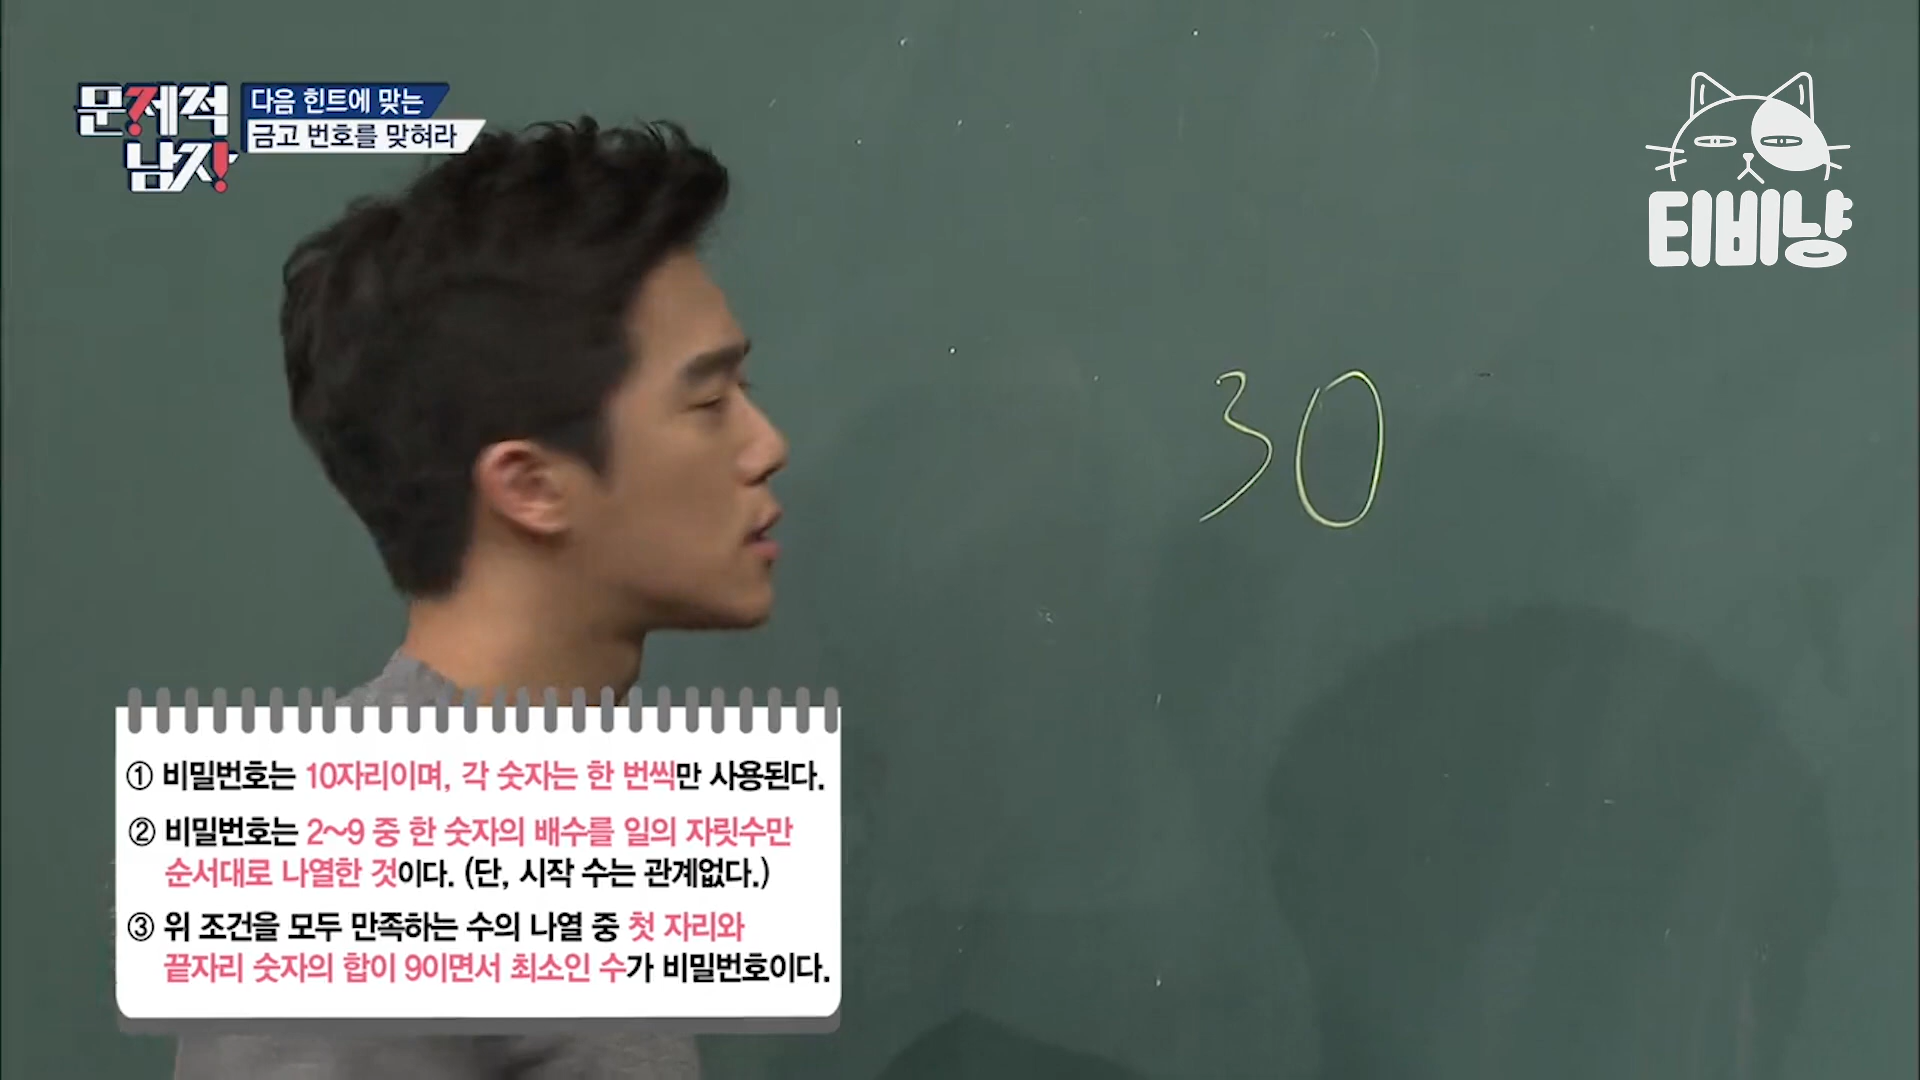 문제적
남자
다음 힌트에 맞는
금고 번호를 맞혀라
티비냥
30
① 비밀번호는 10자리이며, 각 숫자는 한 번씩만 사용된다.
② 비밀번호는 2~9 중 한 숫자의 배수를 일의 자릿수만
순서대로 나열한 것이다. (단, 시작 수는 관계없다.)
③ 위 조건을 모두 만족하는 수의 나열 중 첫 자리와
끝자리 숫자의 합이 9이면서 최소인 수가 비밀번호이다.